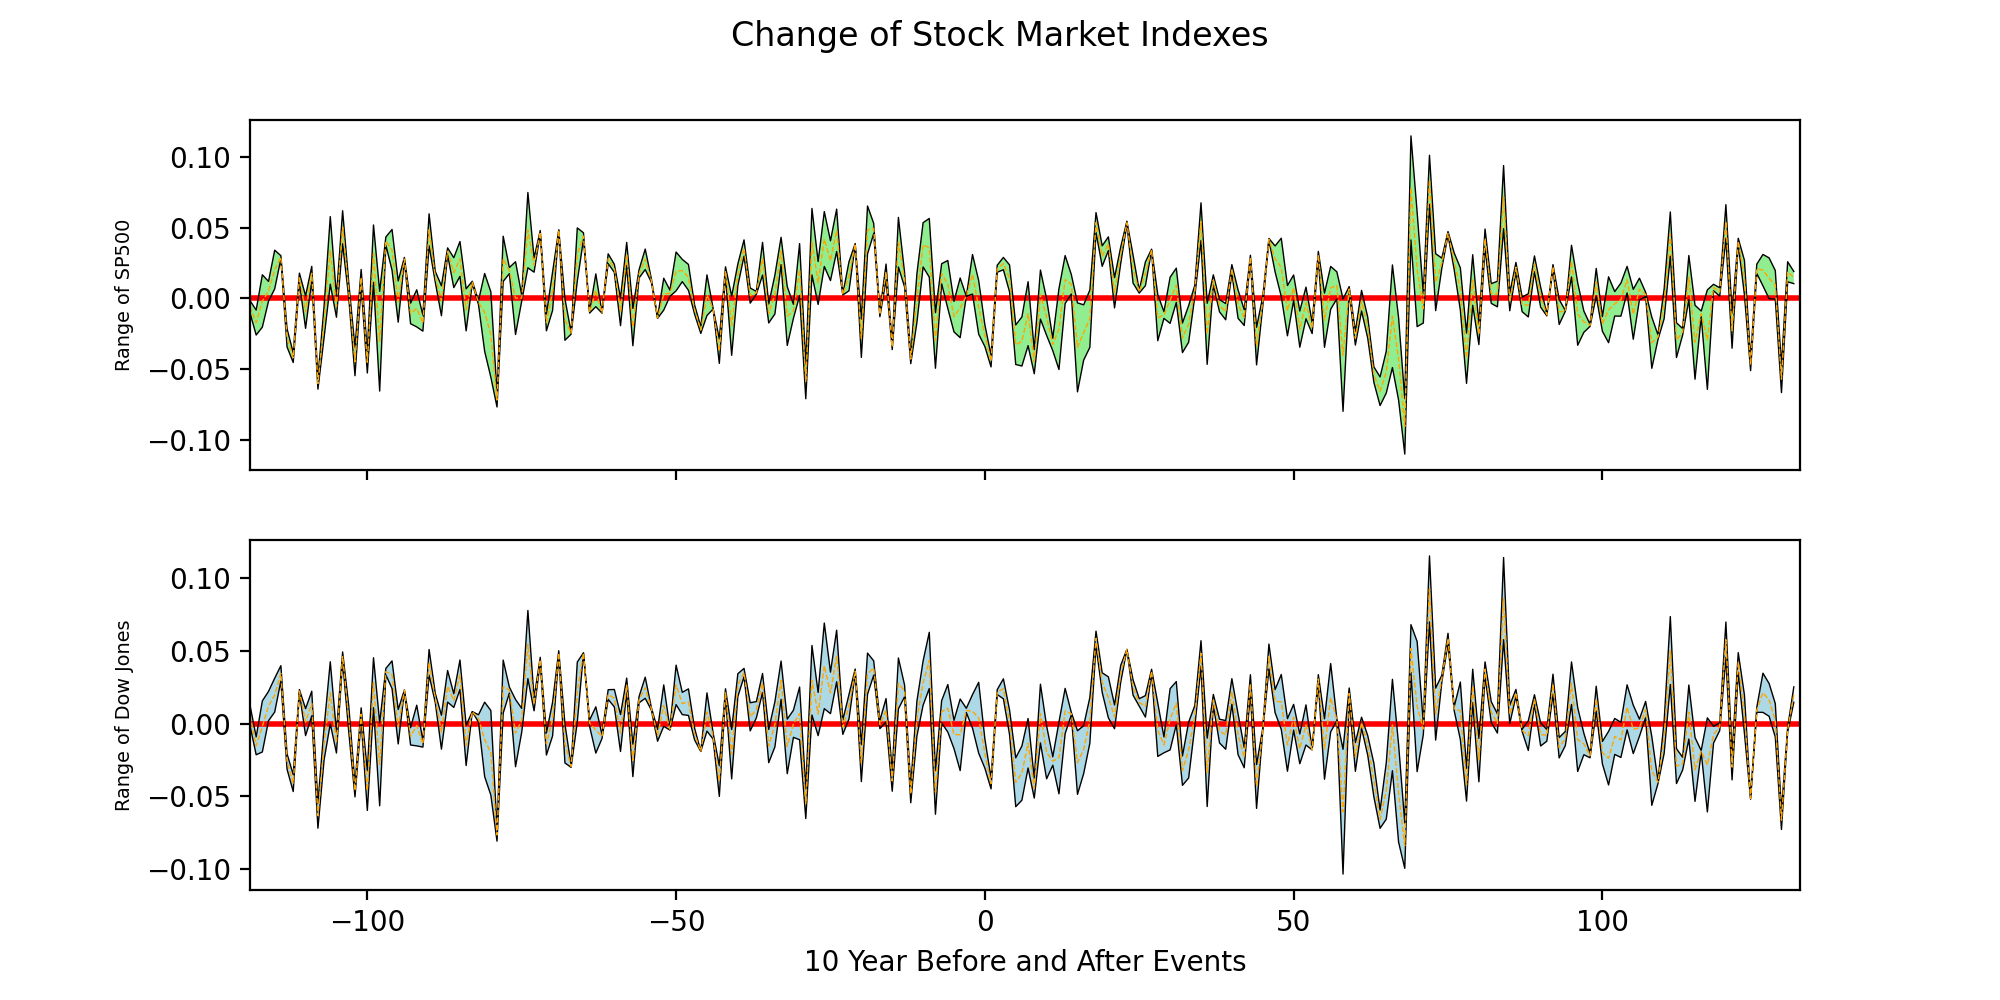 Change of Stock Market Indexes
0.10
0.05
0.00
−0.05
−0.10
Range of SP500
0.10
0.05
0.00
−0.05
−0.10
Range of Dow Jones
−100 −50 0 50 100
10 Year Before and After Events